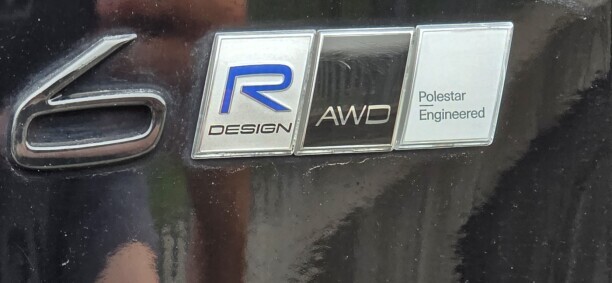 6
R
DESIGN
AWD
Polestar
Engineered